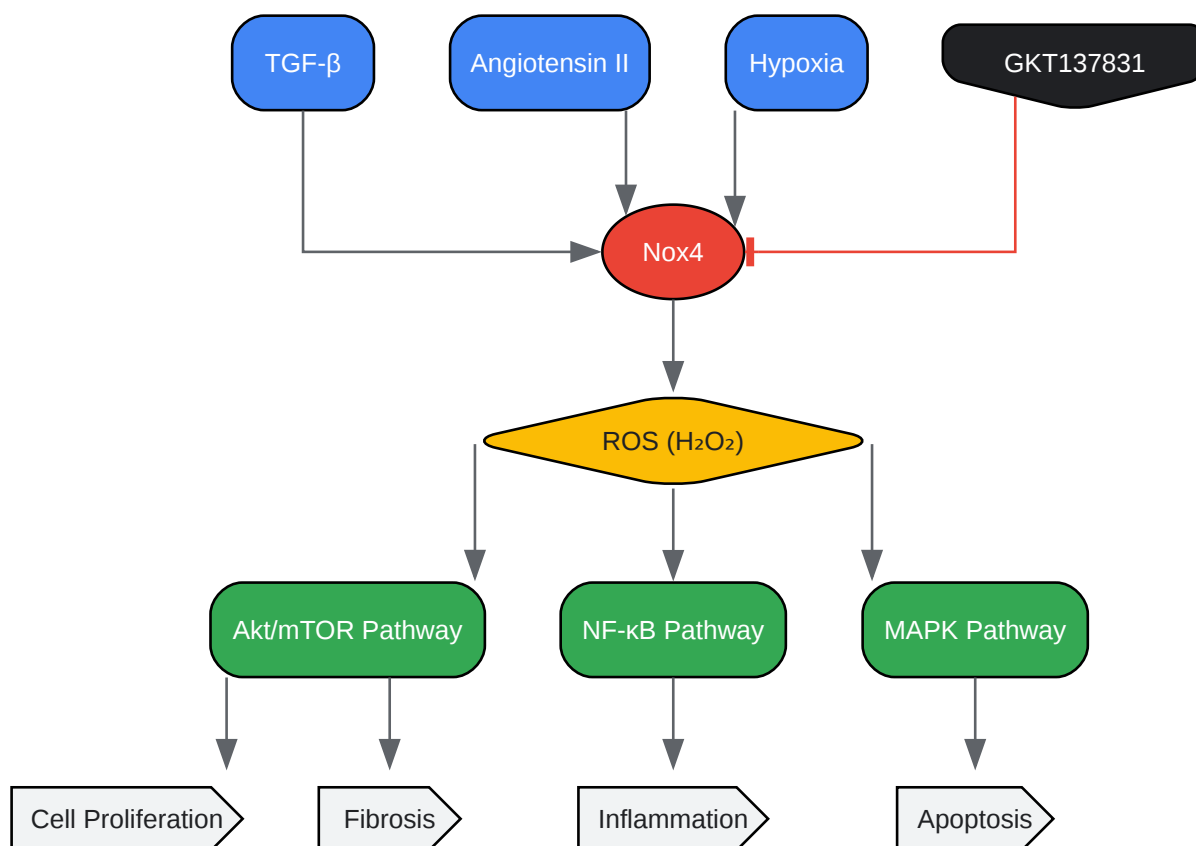 TGF-β
Angiotensin II
Hypoxia
GKT137831
Nox4
ROS (H₂O₂)
Akt/mTOR Pathway
NF-κB Pathway
MAPK Pathway
Cell Proliferation
Fibrosis
Inflammation
Apoptosis